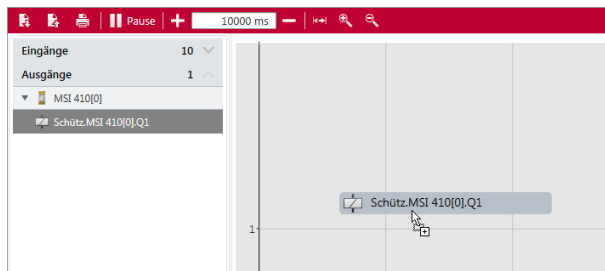 Pause 10000 ms
Eingänge 10
Ausgänge 1
MSI 410[0]
Schütz.MSI 410[0].Q1
Schütz.MSI 410[0].Q1
1